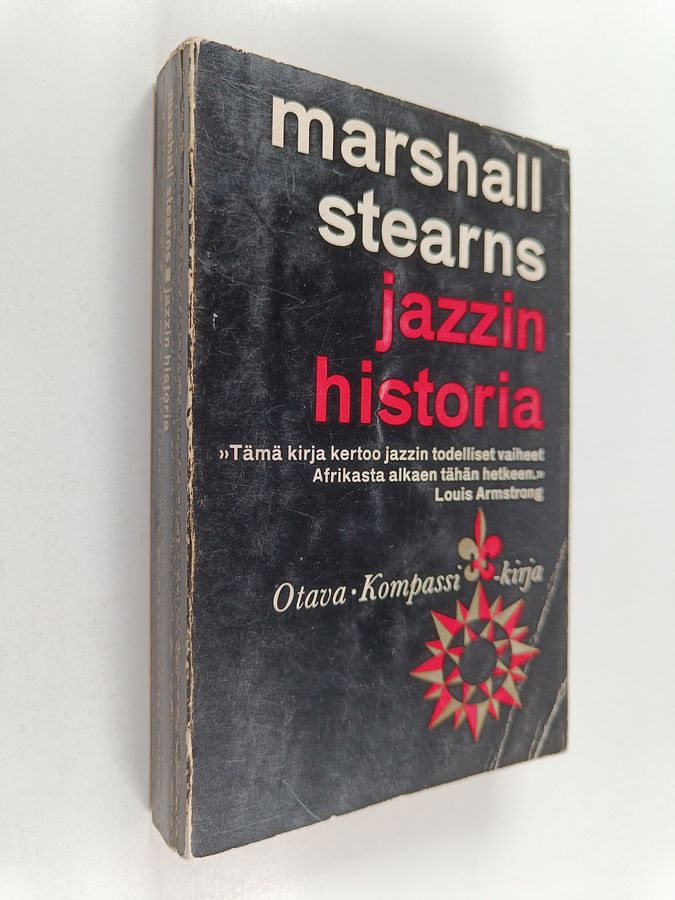 marshall
stearns
jazzin
historia
»Tämä kirja kertoo jazzin todelliset vaiheet
Afrikasta alkaen tähän hetkeen.»
Louis Armstrong
Otava • Kompassi -kirja
marshall stearns ■ jazzin historia